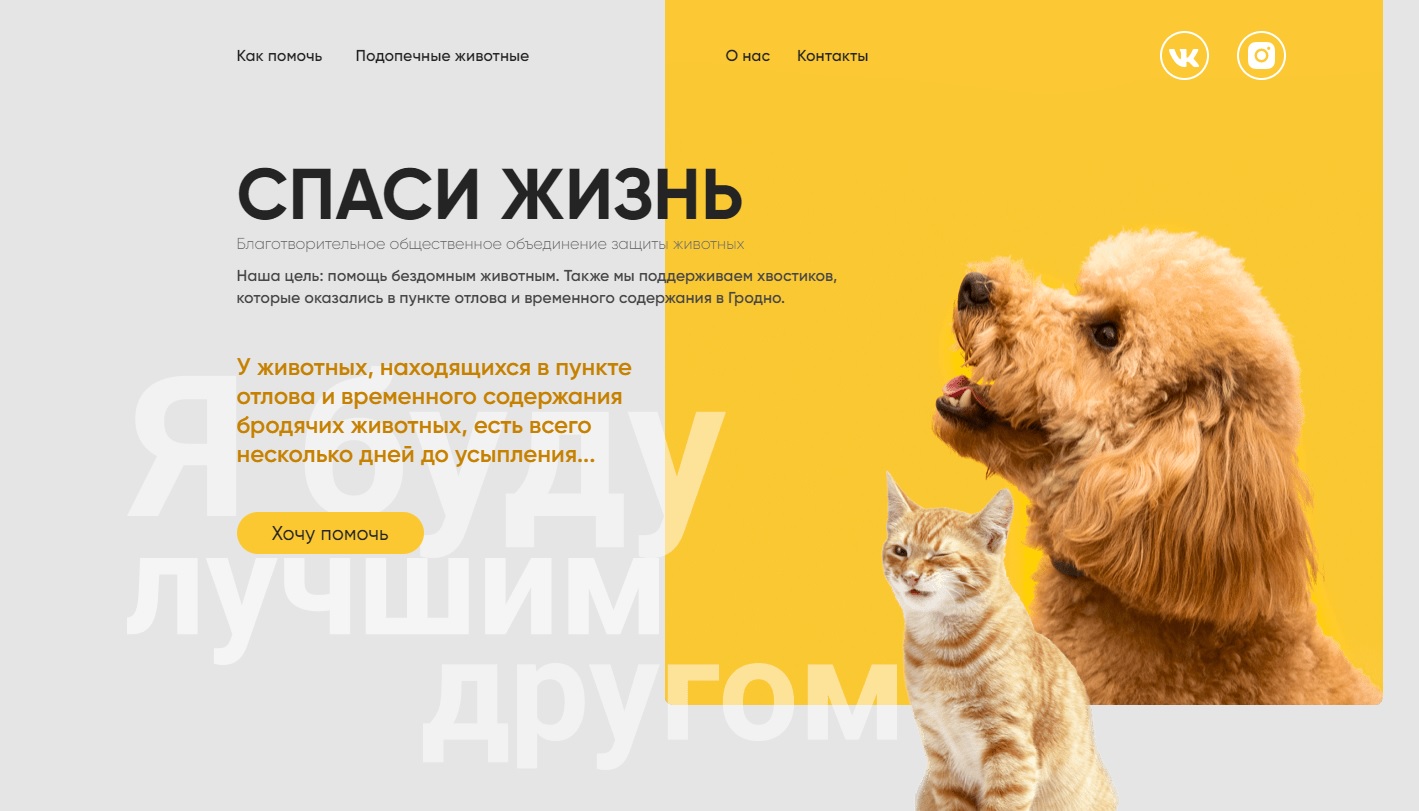 Как помочь Подопечные животные О нас Контакты
СПАСИ ЖИЗНЬ
Благотворительное общественное объединение защиты животных
Наша цель: помощь бездомным животным. Также мы поддерживаем хвостиков,
которые оказались в пункте отлова и временного содержания в Гродно.
У животных, находящихся в пункте
отлова и временного содержания
бродячих животных, есть всего
несколько дней до усыпления...
Хочу помочь
Я буду
лучшим
другом